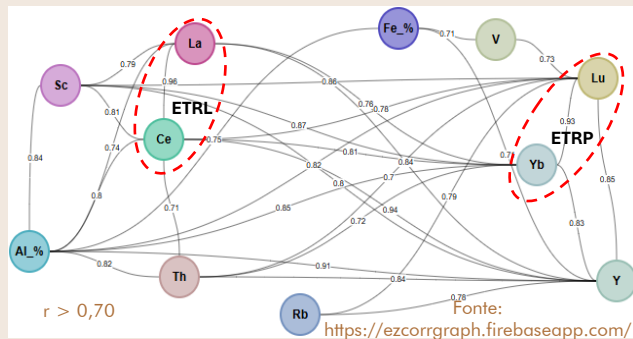 La
Fe_%
V
0.71
0.79
0.73
Sc
0.96
0.86
Lu
ETRL
0.76
0.78
0.81
0.87
0.93
ETRP
Ce
0.75
0.74
0.81
0.84
0.84
Yb
0.7
0.8
0.8
0.82
0.79
0.71
0.85
0.94
0.72
0.83
Al_%
0.82
0.91
0.85
Th
0.84
Y
0.78
Rb
r > 0,70
Fonte:
https://ezcorrgraph.firebaseapp.com/